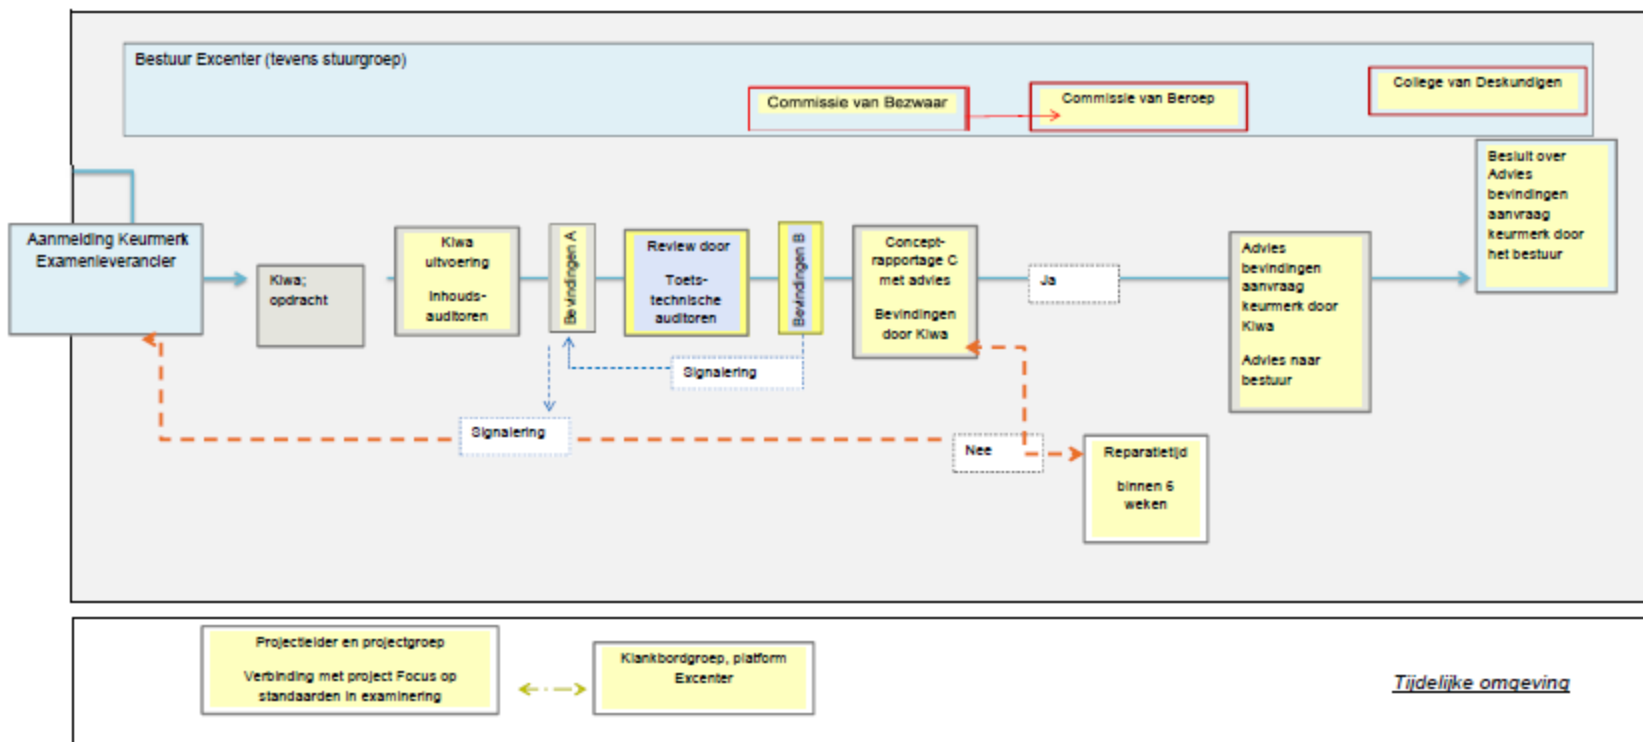 Bestuur Excenter (tevens stuurgroep)
Commissie van Bezwaar
Commissie van Beroep
College van Deskundigen
Aanmelding Keurmerk
Examenleverancier
Kiwa;
opdracht
Kiwa
uitvoering
Inhouds-
auditoren
Bevindingen A
Review door
Toets-
technische
auditoren
Bevindingen B
Concept-
rapportage C
met advies
Bevindingen
door Kiwa
Ja
Advies
bevindingen
aanvraag
keurmerk door
Kiwa
Advies naar
bestuur
Besluit over
Advies
bevindingen
aanvraag
keurmerk door
het bestuur
Signalering
Signalering
Nee
Reparatietijd
binnen 6
weken
Projectleider en projectgroep
Verbinding met project Focus op
standaarden in examinering
Klankbordgroep, platform
Excenter
Tijdelijke omgeving